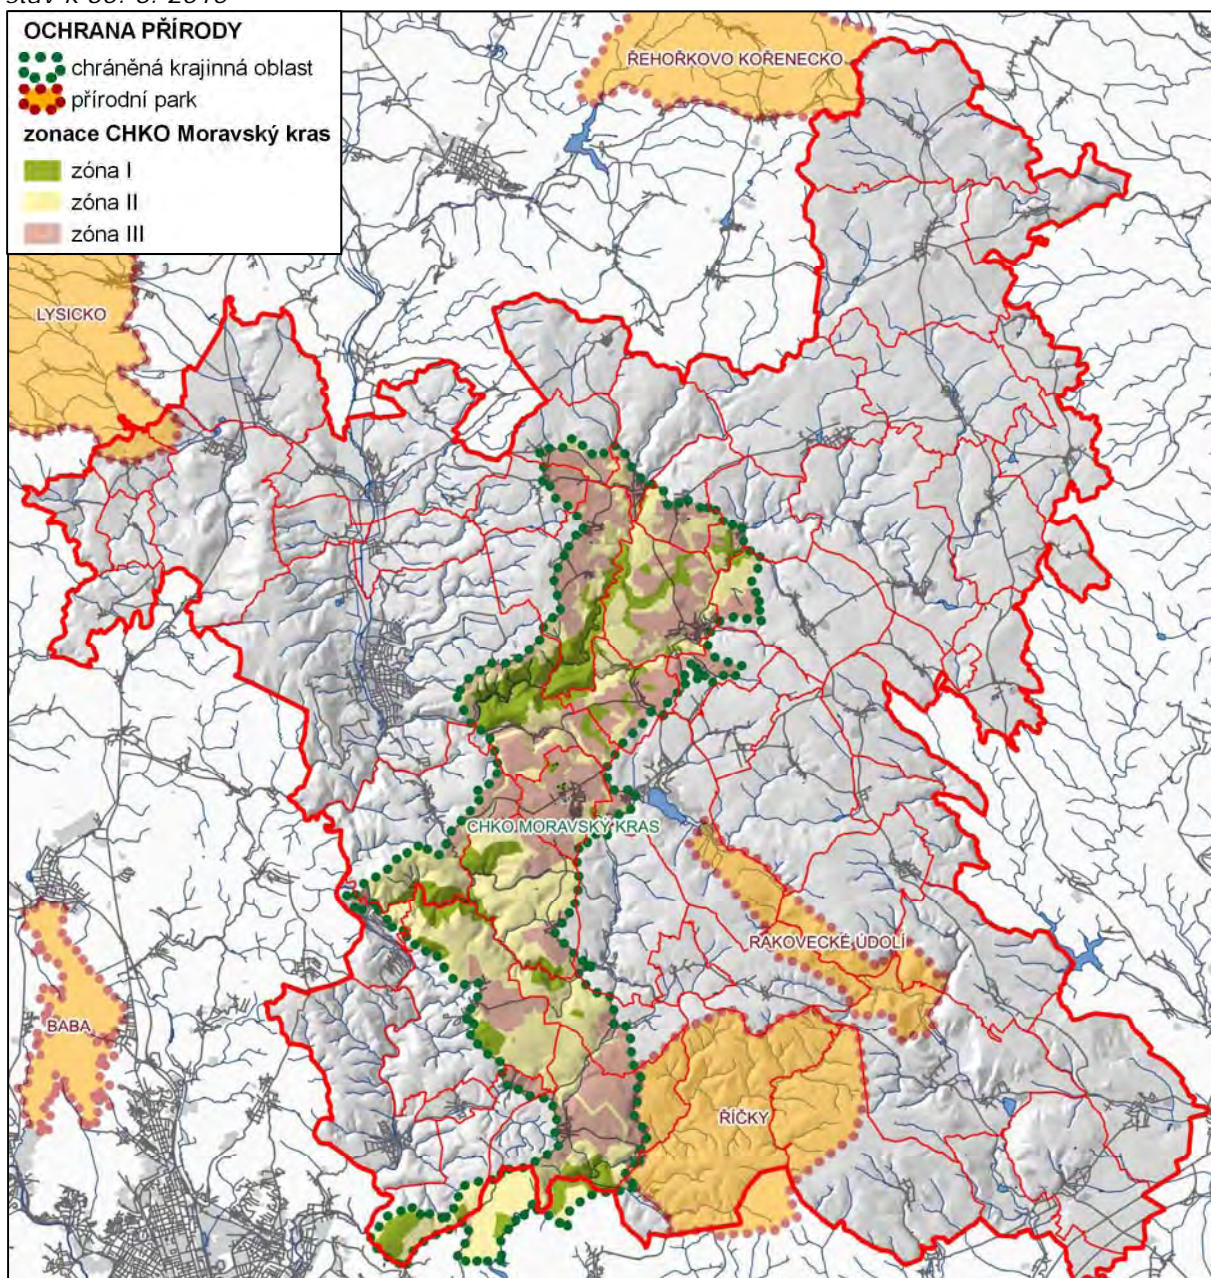 OCHRANA PŘÍRODY
chráněná krajinná oblast
přírodní park
zonace CHKO Moravský kras
zóna I
zóna II
zóna III
ŘEHOŘKOVO KOŘENECKO
LYSICKO
CHKO MORAVSKÝ KRAS
RAKOVECKÉ ÚDOLÍ
BABA
ŘÍČKY